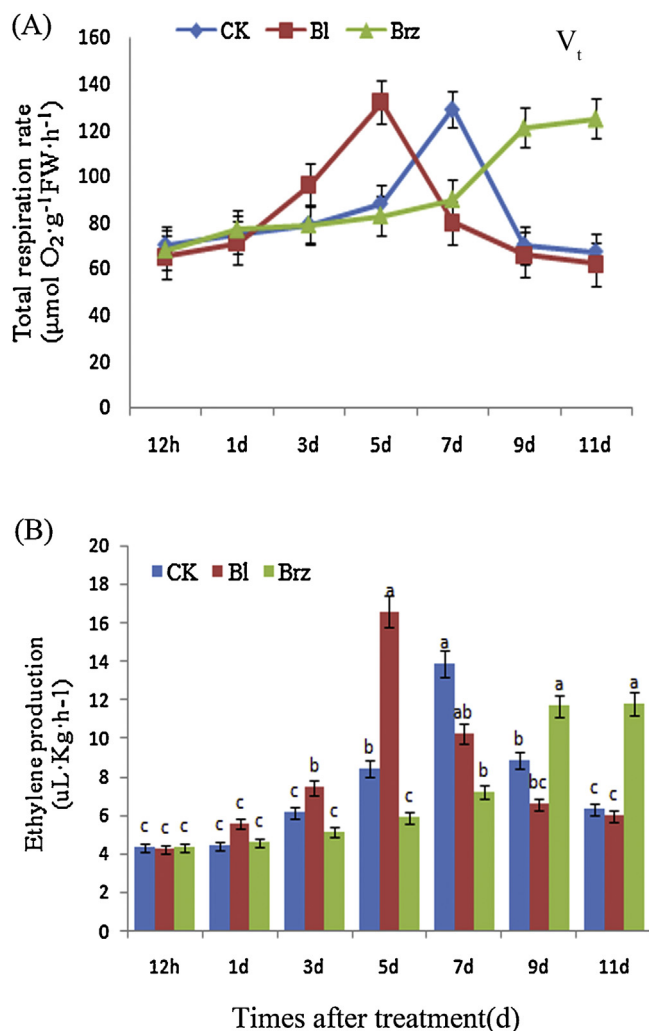 (A)
CK Bl Brz
Vt
Total respiration rate
(μmol O2·g-1FW·h-1)
160
140
120
100
80
60
40
20
0
12h 1d 3d 5d 7d 9d 11d
(B)
CK Bl Brz
Ethylene production
(uL·Kg·h-1)
20
18
16
14
12
10
8
6
4
2
0
c c c c c c c b c b a c a ab b b bc a c c a
12h 1d 3d 5d 7d 9d 11d
Times after treatment(d)